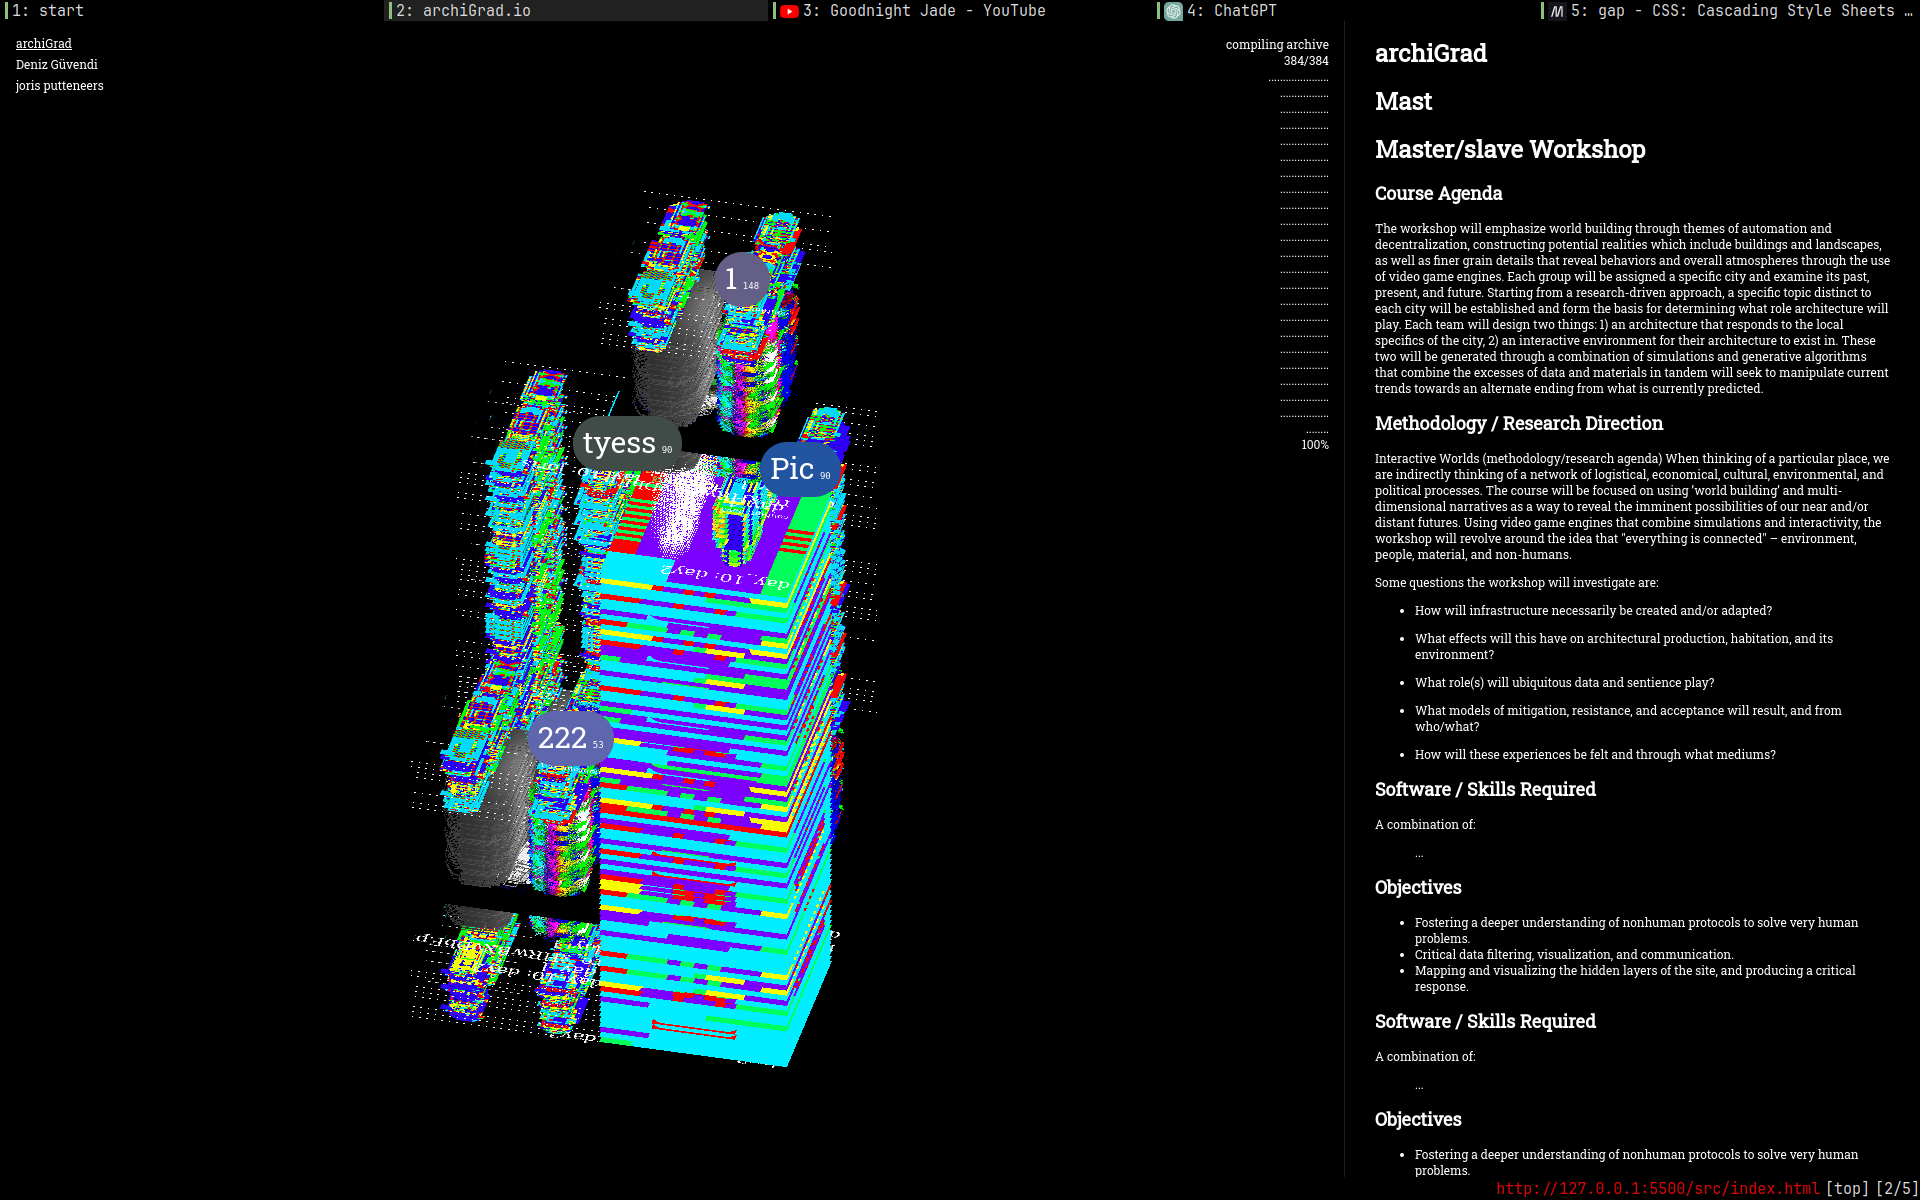 1: start
2: archiGrad.io
3: Goodnight Jade - YouTube
4: ChatGPT
5: gap - CSS: Cascading Style Sheets …
archiGrad
Deniz Güvendi
joris putteneers
compiling archive
384/384
100%
1 148
tyess 90
Pic 90
day. 10: day2
222 53
archiGrad
Mast
Master/slave Workshop
Course Agenda
The workshop will emphasize world building through themes of automation and
decentralization, constructing potential realities which include buildings and landscapes,
as well as finer grain details that reveal behaviors and overall atmospheres through the use
of video game engines. Each group will be assigned a specific city and examine its past,
present, and future. Starting from a research-driven approach, a specific topic distinct to
each city will be established and form the basis for determining what role architecture will
play. Each team will design two things: 1) an architecture that responds to the local
specifics of the city, 2) an interactive environment for their architecture to exist in. These
two will be generated through a combination of simulations and generative algorithms
that combine the excesses of data and materials in tandem will seek to manipulate current
trends towards an alternate ending from what is currently predicted.
Methodology / Research Direction
Interactive Worlds (methodology/research agenda) When thinking of a particular place, we
are indirectly thinking of a network of logistical, economical, cultural, environmental, and
political processes. The course will be focused on using 'world building' and multi-
dimensional narratives as a way to reveal the imminent possibilities of our near and/or
distant futures. Using video game engines that combine simulations and interactivity, the
workshop will revolve around the idea that "everything is connected" – environment,
people, material, and non-humans.
Some questions the workshop will investigate are:
• How will infrastructure necessarily be created and/or adapted?
• What effects will this have on architectural production, habitation, and its
environment?
• What role(s) will ubiquitous data and sentience play?
• What models of mitigation, resistance, and acceptance will result, and from
who/what?
• How will these experiences be felt and through what mediums?
Software / Skills Required
A combination of:
...
Objectives
• Fostering a deeper understanding of nonhuman protocols to solve very human
problems.
• Critical data filtering, visualization, and communication.
• Mapping and visualizing the hidden layers of the site, and producing a critical
response.
Software / Skills Required
A combination of:
...
Objectives
• Fostering a deeper understanding of nonhuman protocols to solve very human
problems.
http://127.0.0.1:5500/src/index.html [top] [2/5]